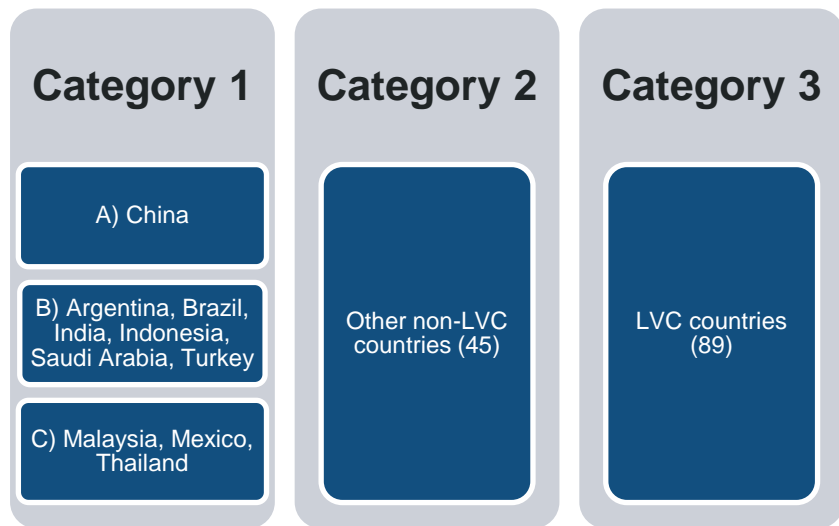 Category 1
A) China
B) Argentina, Brazil,
India, Indonesia,
Saudi Arabia, Turkey
C) Malaysia, Mexico,
Thailand
Category 2
Other non-LVC
countries (45)
Category 3
LVC countries
(89)